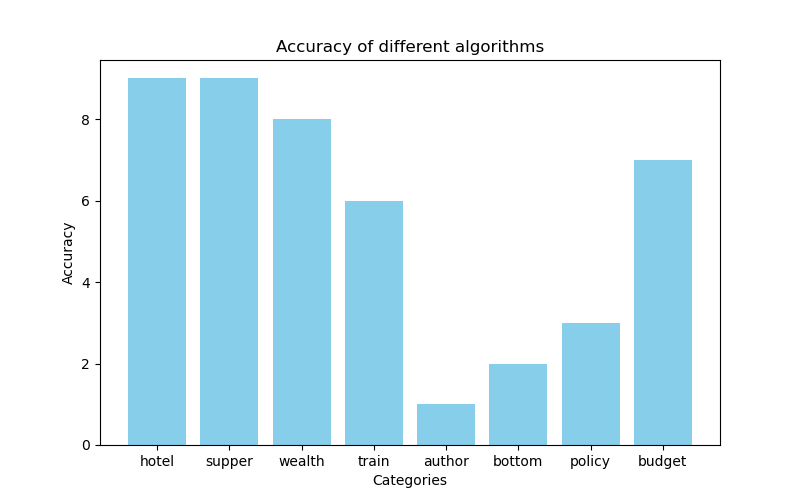 Accuracy of different algorithms
Accuracy
8
6
4
2
0
hotel supper wealth train author bottom policy budget
Categories